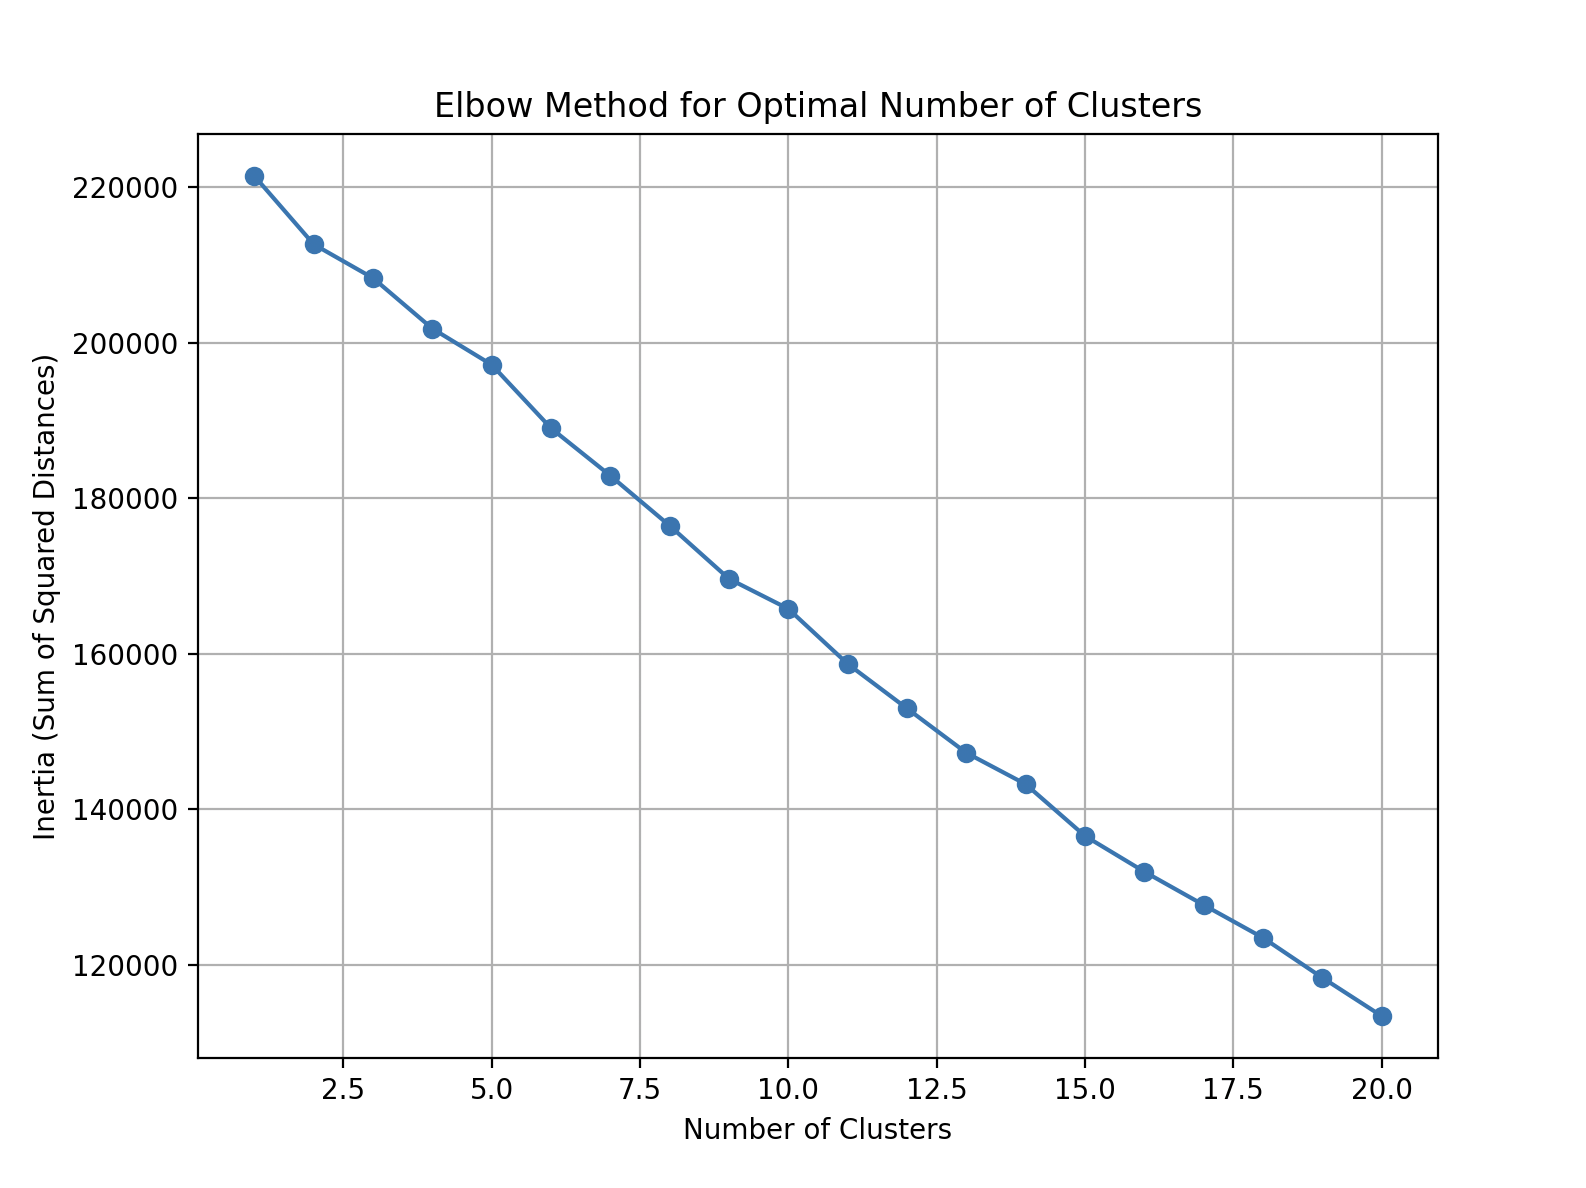 Elbow Method for Optimal Number of Clusters
220000
200000
180000
160000
140000
120000
Inertia (Sum of Squared Distances)
2.5 5.0 7.5 10.0 12.5 15.0 17.5 20.0
Number of Clusters